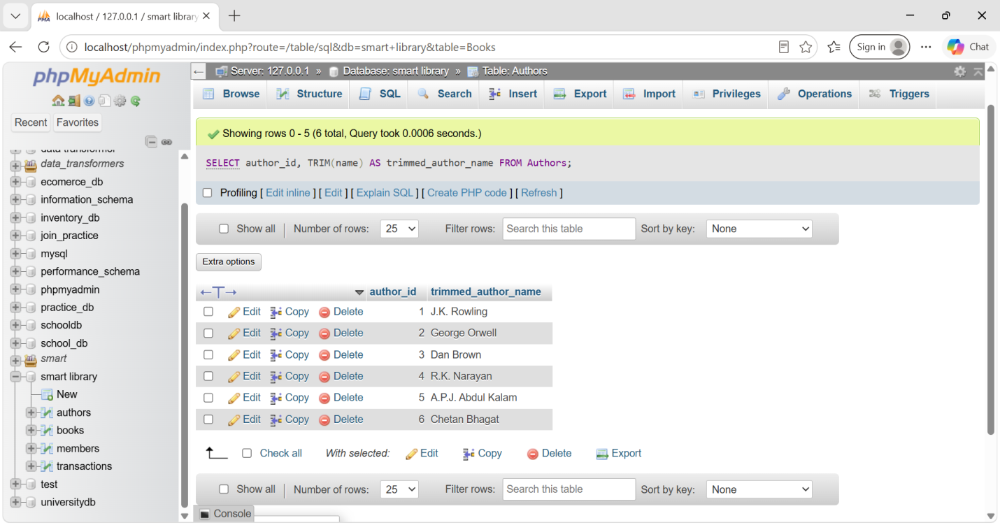 localhost / 127.0.0.1 / smart library
localhost/phpmyadmin/index.php?route=/table/sql&db=smart+library&table=Books
Sign in
Chat
phpMyAdmin
Recent Favorites
data_transformers
ecomerce_db
information_schema
inventory_db
join_practice
mysql
performance_schema
phpmyadmin
practice_db
schooldb
school_db
smart
smart library
New
authors
books
members
transactions
test
universitydb
Server: 127.0.0.1 » Database: smart library » Table: Authors
Browse Structure SQL Search Insert Export Import Privileges Operations Triggers
Showing rows 0 - 5 (6 total, Query took 0.0006 seconds.)
SELECT author_id, TRIM(name) AS trimmed_author_name FROM Authors;
Profiling [ Edit inline ] [ Edit ] [ Explain SQL ] [ Create PHP code ] [ Refresh ]
Show all | Number of rows: 25 Filter rows: Search this table Sort by key: None
Extra options
←T→ author_id trimmed_author_name
Edit Copy Delete 1 J.K. Rowling
Edit Copy Delete 2 George Orwell
Edit Copy Delete 3 Dan Brown
Edit Copy Delete 4 R.K. Narayan
Edit Copy Delete 5 A.P.J. Abdul Kalam
Edit Copy Delete 6 Chetan Bhagat
Check all With selected: Edit Copy Delete Export
Show all | Number of rows: 25 Filter rows: Search this table Sort by key: None
Console